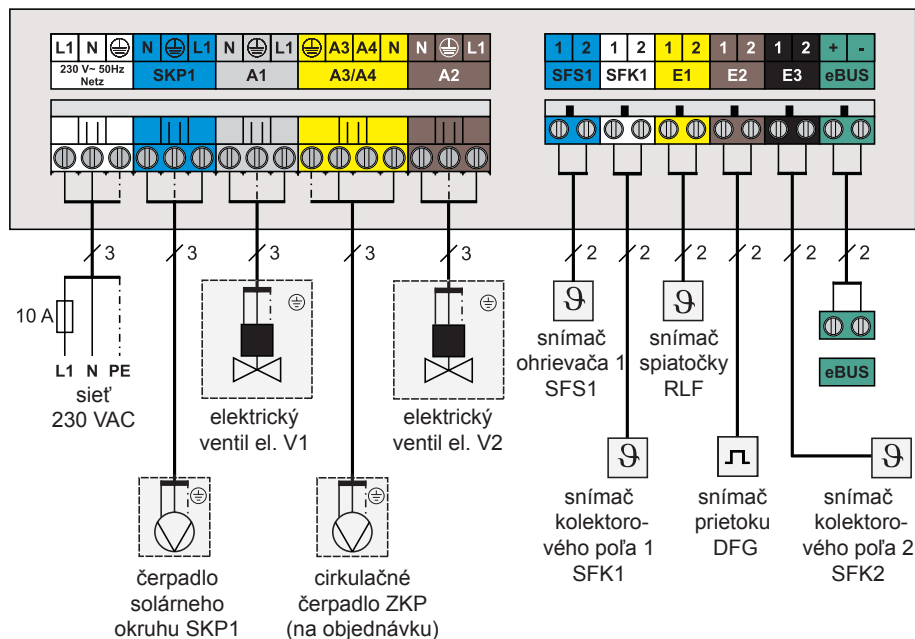 L1 N N L1 N L1 A3 A4 N N L1
230 V~ 50Hz
Netz
SKP1 A1 A3/A4 A2
1 2 1 2 1 2 1 2 1 2 + -
SFS1 SFK1 E1 E2 E3 eBUS
3 3 3 3 3 2 2 2 2 2 2
10 A
L1 N PE
sieť
230 VAC
elektrický
ventil el. V1
elektrický
ventil el. V2
snímač
ohrievača 1
SFS1
snímač
spiatočky
RLF
eBUS
čerpadlo
solárneho
okruhu SKP1
cirkulačné
čerpadlo ZKP
(na objednávku)
snímač
kolektoro-
vého poľa 1
SFK1
snímač
prietoku
DFG
snímač
kolektoro-
vého poľa 2
SFK2